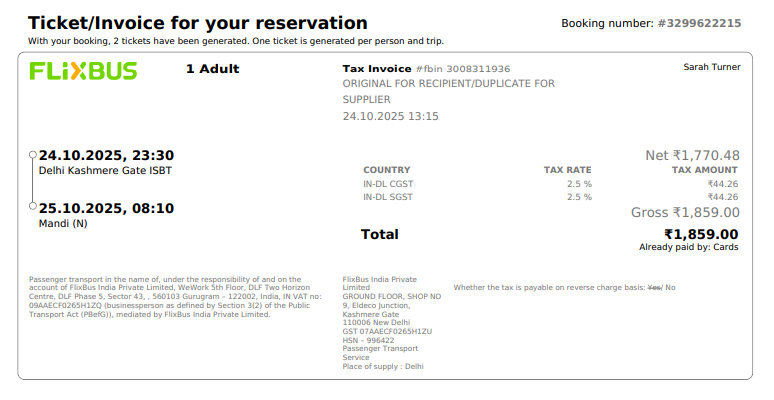 Ticket/Invoice for your reservation
Booking number: #3299622215
With your booking, 2 tickets have been generated. One ticket is generated per person and trip.
FLiXBUS
1 Adult
Tax Invoice #fbin-3008311936
Sarah Turner
ORIGINAL FOR RECIPIENT/DUPLICATE FOR
SUPPLIER
24.10.2025 13:15
24.10.2025, 23:30
Delhi Kashmere Gate ISBT
25.10.2025, 08:10
Mandi (N)
Net ₹1,770.48
COUNTRY TAX RATE TAX AMOUNT
IN-DL CGST 2.5 % ₹44.26
IN-DL SGST 2.5 % ₹44.26
Gross ₹1,859.00
Total ₹1,859.00
Already paid by: Cards
Passenger transport in the name of, under the responsibility of and on the
account of FlixBus India Private Limited, WeWork 5th Floor, DLF Two Horizon
Centre, DLF Phase 5, Sector 43, , 560103 Gurugram – 122002, India, IN VAT no:
09AAECF0265H1ZQ (businessperson as defined by Section 3(2) of the Public
Transport Act (PBefG)), mediated by FlixBus India Private Limited.
FlixBus India Private
Limited
GROUND FLOOR, SHOP NO
9, Eldeco Junction,
Kashmere Gate
110006 New Delhi
GST 07AAECF0265H1ZU
HSN – 996422
Passenger Transport
Service
Place of supply : Delhi
Whether the tax is payable on reverse charge basis: Yes/ No